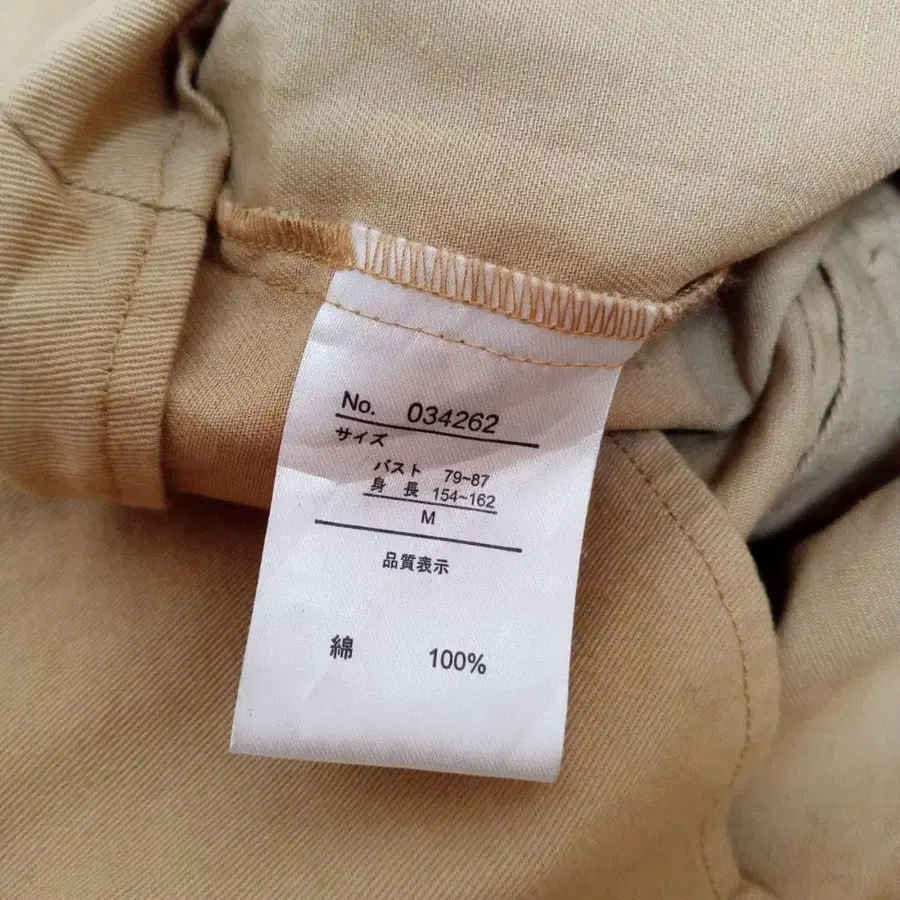 No. 034262
サイズ
バスト 79~87
身長 154~162
M
品質表示
綿 100%